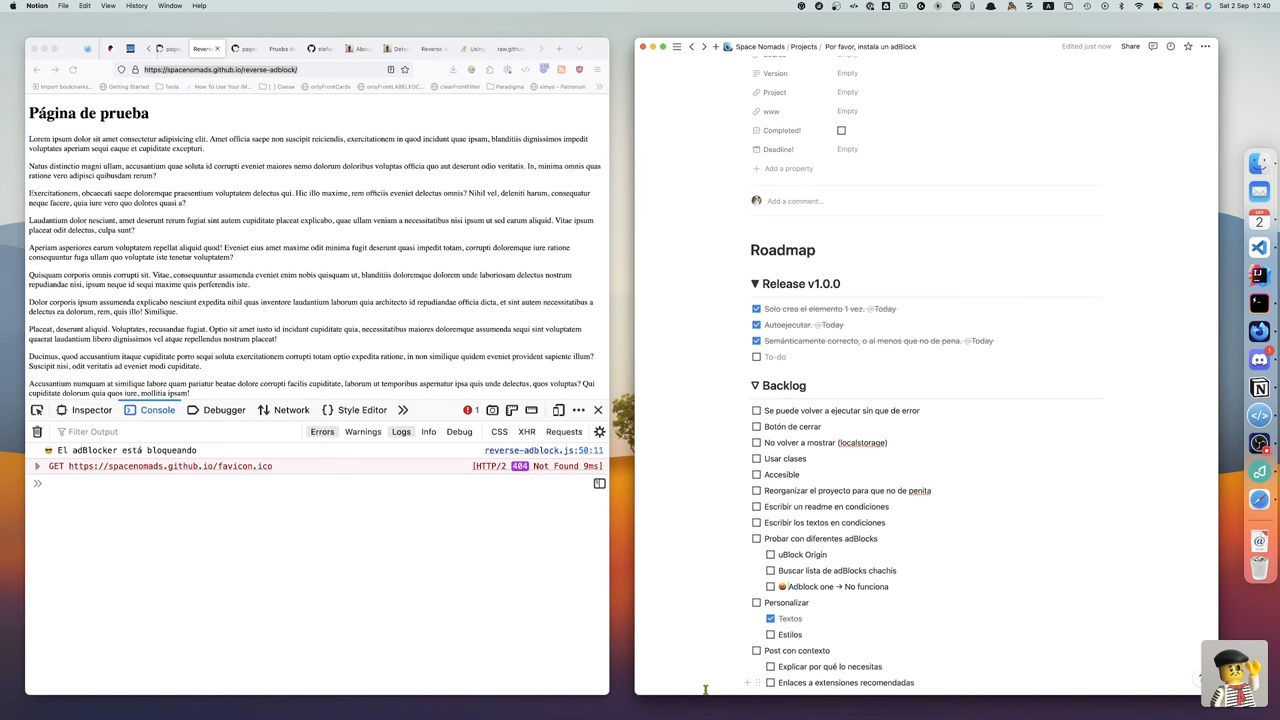 Notion File Edit View History Window Help
Sat 2 Sep 12:40
Reverse
https://spacenomads.github.io/reverse-adblock/
Import bookmarks... Getting Started Tools How To Use Your iM... [ ] Classe onlyFrontCards clearFrontFilter Paradigma simyo - Patronum
Página de prueba
Lorem ipsum dolor sit amet consectetur adipisicing elit. Amet officia saepe non suscipit reiciendis, exercitationem in quod incidunt quae ipsam, blanditiis dignissimos impedit
voluptates aperiam sequi eaque et cupiditate excepturi.
Natus distinctio magni ullam, accusantium quae soluta id corrupti eveniet maiores nemo dolorum doloribus voluptas officia quo aut deserunt odio veritatis. In, minima omnis quas
ratione vero adipisci quibusdam rerum?
Exercitationem, obcaecati saepe doloremque praesentium voluptatem delectus qui. Hic illo maxime, rem officiis eveniet delectus omnis? Nihil vel, deleniti harum, consequatur
neque facere, quia iure vero quo dolores quasi a?
Laudantium dolor nesciunt, amet deserunt rerum fugiat sint autem cupiditate placeat explicabo, quae ullam veniam a necessitatibus nisi ipsum ut sed earum aliquid. Vitae ipsum
placeat odit delectus, culpa sunt?
Aperiam asperiores earum voluptatem repellat aliquid quod! Eveniet eius amet maxime odit minima fugit deserunt quasi impedit totam, corrupti doloremque iure ratione
consequuntur fuga ullam quo voluptate iste tenetur voluptatem?
Quisquam corporis omnis corrupti sit. Vitae, consequuntur assumenda eveniet enim nobis quisquam ut, blanditiis doloremque dolorem unde laboriosam delectus nostrum
repudiandae nisi, ipsum neque id sequi maxime quis perferendis iste.
Dolor corporis ipsum assumenda explicabo nesciunt expedita nihil quas inventore laudantium laborum quia architecto id repudiandae officia dicta, et sint autem necessitatibus a
delectus ea dolorum, rem, quis illo! Similique.
Placeat, deserunt aliquid. Voluptates, recusandae fugiat. Optio sit amet iusto id incidunt cupiditate quia, necessitatibus maiores doloremque assumenda sequi sint voluptatem
quaerat laudantium libero dignissimos vel atque repellendus nostrum placeat!
Ducimus, quod accusantium itaque cupiditate porro sequi soluta exercitationem corrupti totam optio expedita ratione, in non similique quidem eveniet provident sapiente illum?
Suscipit nisi, odit veritatis ad eveniet modi cupiditate.
Accusantium numquam at similique labore quam pariatur beatae dolore corrupti facilis cupiditate, laborum ut temporibus aspernatur ipsa quis unde delectus, quos voluptas? Qui
cupiditate dolorum quia quos iure, mollitia ipsam!
Inspector Console Debugger Network Style Editor 1
Filter Output Errors Warnings Logs Info Debug CSS XHR Requests
El adBlocker está bloqueando reverse-adblock.js:50:11
GET https://spacenomads.github.io/favicon.ico [HTTP/2 404 Not Found 9ms]
Space Nomads / Projects / Por favor, instala un adBlock Edited just now Share
Version Empty
Project Empty
www Empty
Completed!
Deadline! Empty
Add a property
Add a comment...
Roadmap
Release v1.0.0
Solo crea el elemento 1 vez. @Today
Autoejecutar. @Today
Semánticamente correcto, o al menos que no de pena. @Today
To-do
Backlog
Se puede volver a ejecutar sin que de error
Botón de cerrar
No volver a mostrar (localstorage)
Usar clases
Accesible
Reorganizar el proyecto para que no de penita
Escribir un readme en condiciones
Escribir los textos en condiciones
Probar con diferentes adBlocks
uBlock Origin
Buscar lista de adBlocks chachis
Adblock one → No funciona
Personalizar
Textos
Estilos
Post con contexto
Explicar por qué lo necesitas
Enlaces a extensiones recomendadas